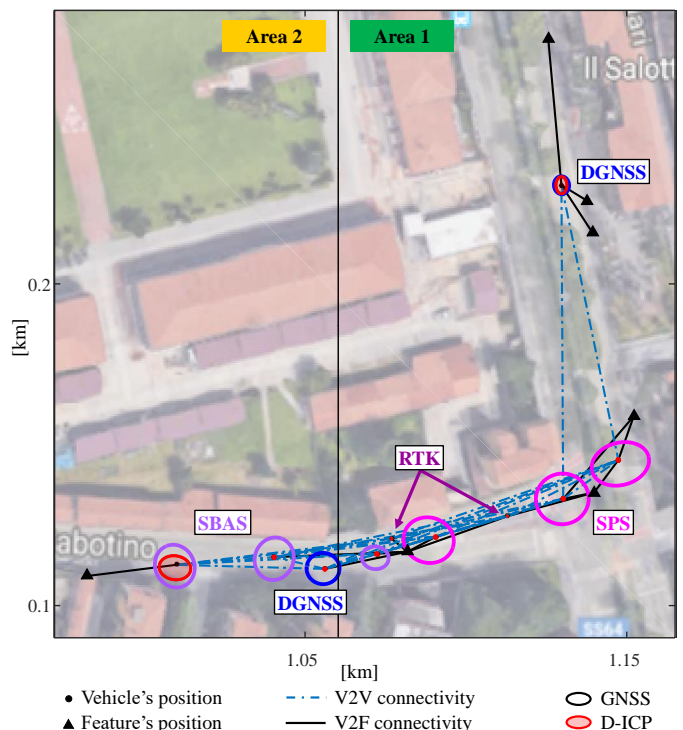 Area 2
Area 1
Il Salott
DGNSS
0.2
[km]
RTK
SBAS
SPS
abotino
DGNSS
0.1
SS64
1.05
1.15
[km]
Vehicle's position
V2V connectivity
GNSS
Feature's position
V2F connectivity
D-ICP